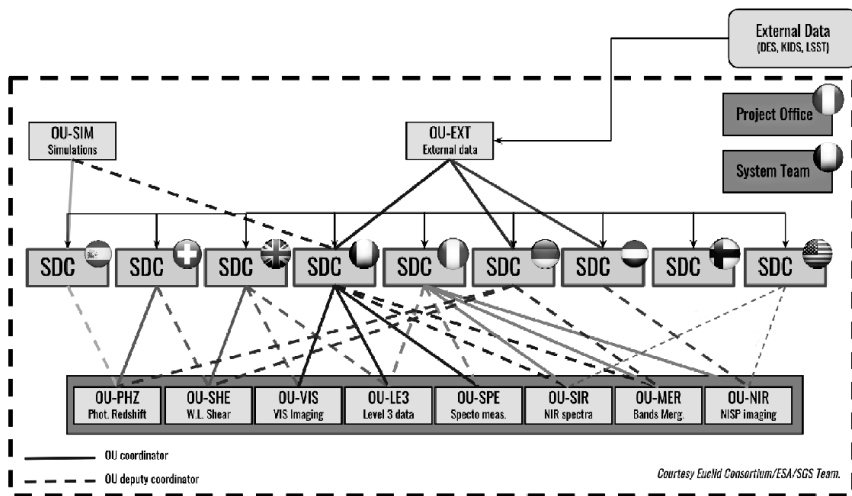 External Data
(DES, KIDS, LSST)
Project Office
System Team
OU-SIM
Simulations
OU-EXT
External data
SDC
SDC
SDC
SDC
SDC
SDC
SDC
SDC
SDC
OU-PHZ
Phot. Redshift
OU-SHE
W.L. Shear
OU-VIS
VIS Imaging
OU-LE3
Level 3 data
OU-SPE
Specto meas.
OU-SIR
NIR spectra
OU-MER
Bands Merg.
OU-NIR
NISP imaging
OU coordinator
OU deputy coordinator
Courtesy Euclid Consortium/ESA/SGS Team.